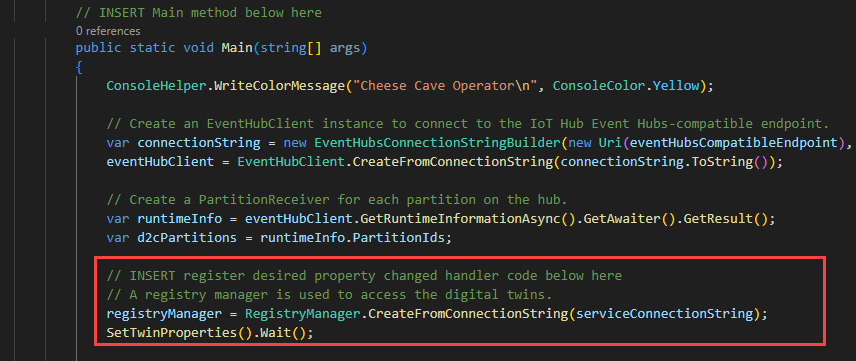 // INSERT Main method below here
0 references
public static void Main(string[] args)
{
ConsoleHelper.WriteColorMessage("Cheese Cave Operator\n", ConsoleColor.Yellow);
// Create an EventHubClient instance to connect to the IoT Hub Event Hubs-compatible endpoint.
var connectionString = new EventHubsConnectionStringBuilder(new Uri(eventHubsCompatibleEndpoint),
eventHubClient = EventHubClient.CreateFromConnectionString(connectionString.ToString());
// Create a PartitionReceiver for each partition on the hub.
var runtimeInfo = eventHubClient.GetRuntimeInformationAsync().GetAwaiter().GetResult();
var d2cPartitions = runtimeInfo.PartitionIds;
// INSERT register desired property changed handler code below here
// A registry manager is used to access the digital twins.
registryManager = RegistryManager.CreateFromConnectionString(serviceConnectionString);
SetTwinProperties().Wait();